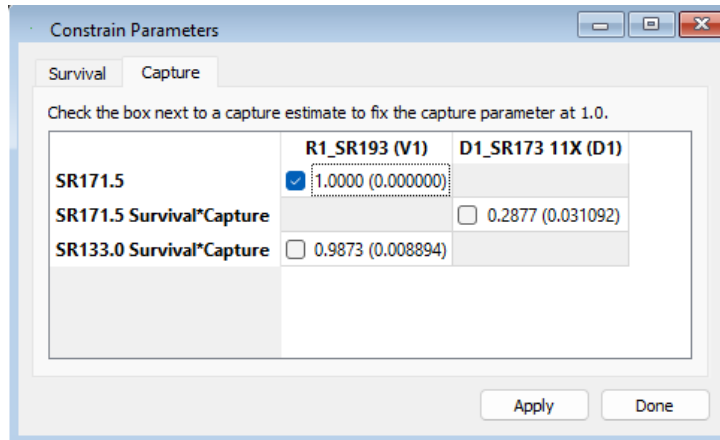 Constrain Parameters
Survival Capture
Check the box next to a capture estimate to fix the capture parameter at 1.0.
R1_SR193 (V1) D1_SR173 11X (D1)
SR171.5 1.0000 (0.000000)
SR171.5 Survival*Capture 0.2877 (0.031092)
SR133.0 Survival*Capture 0.9873 (0.008894)
Apply Done